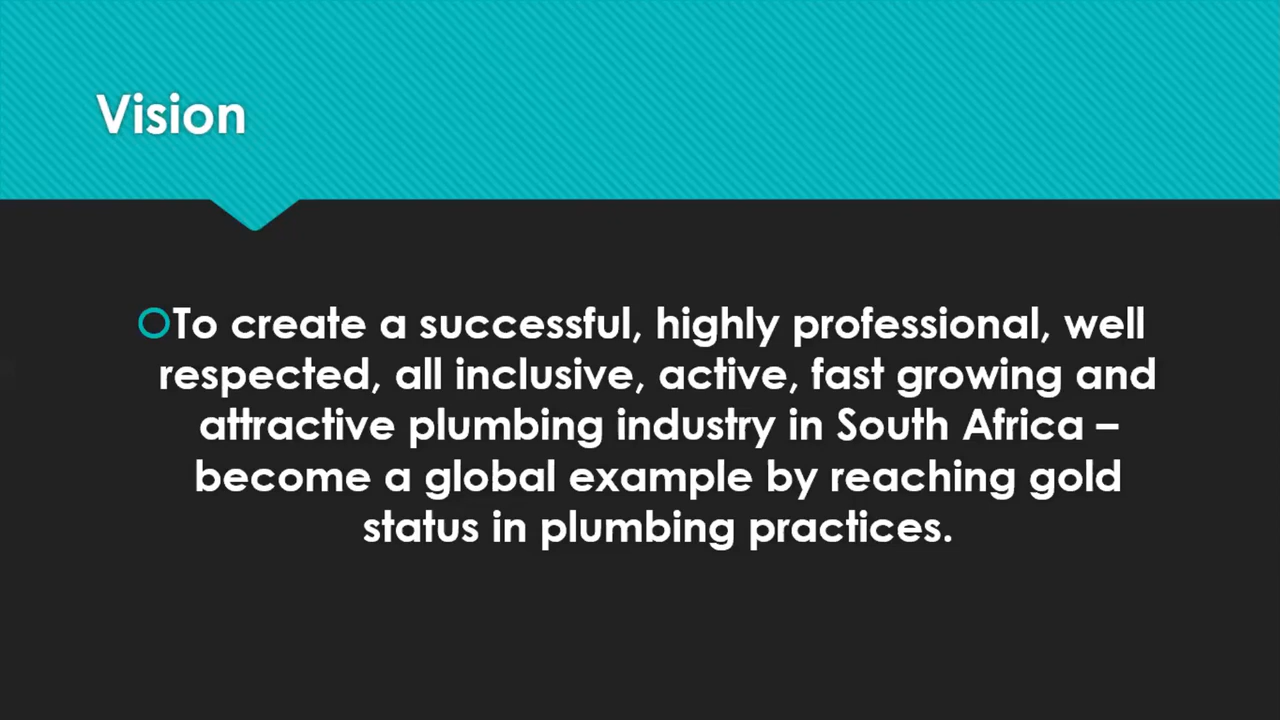 Vision
To create a successful, highly professional, well
respected, all inclusive, active, fast growing and
attractive plumbing industry in South Africa –
become a global example by reaching gold
status in plumbing practices.